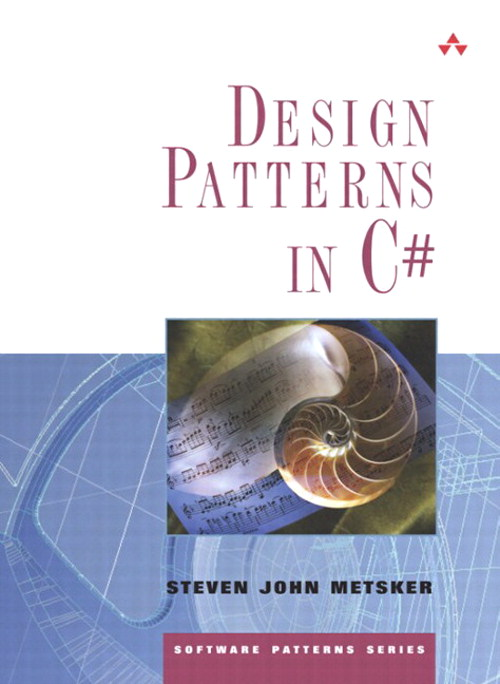 DESIGN
PATTERNS
IN C#
STEVEN JOHN METSKER
SOFTWARE PATTERNS SERIES